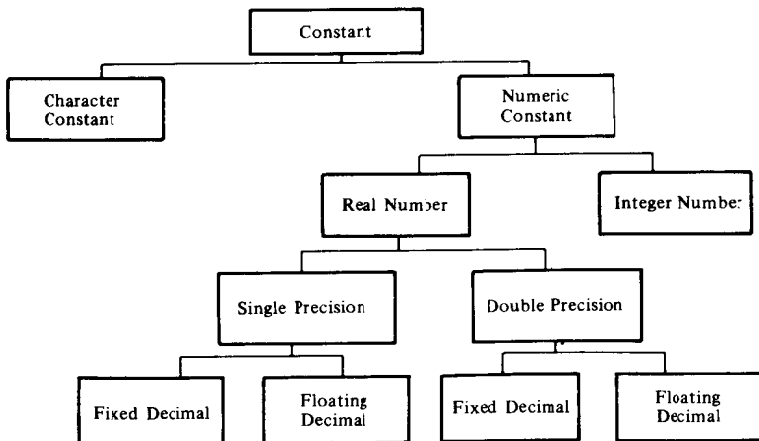 Constant
Character
Constant
Numeric
Constant
Real Number
Integer Number
Single Precision
Double Precision
Fixed Decimal
Floating
Decimal
Fixed Decimal
Floating
Decimal